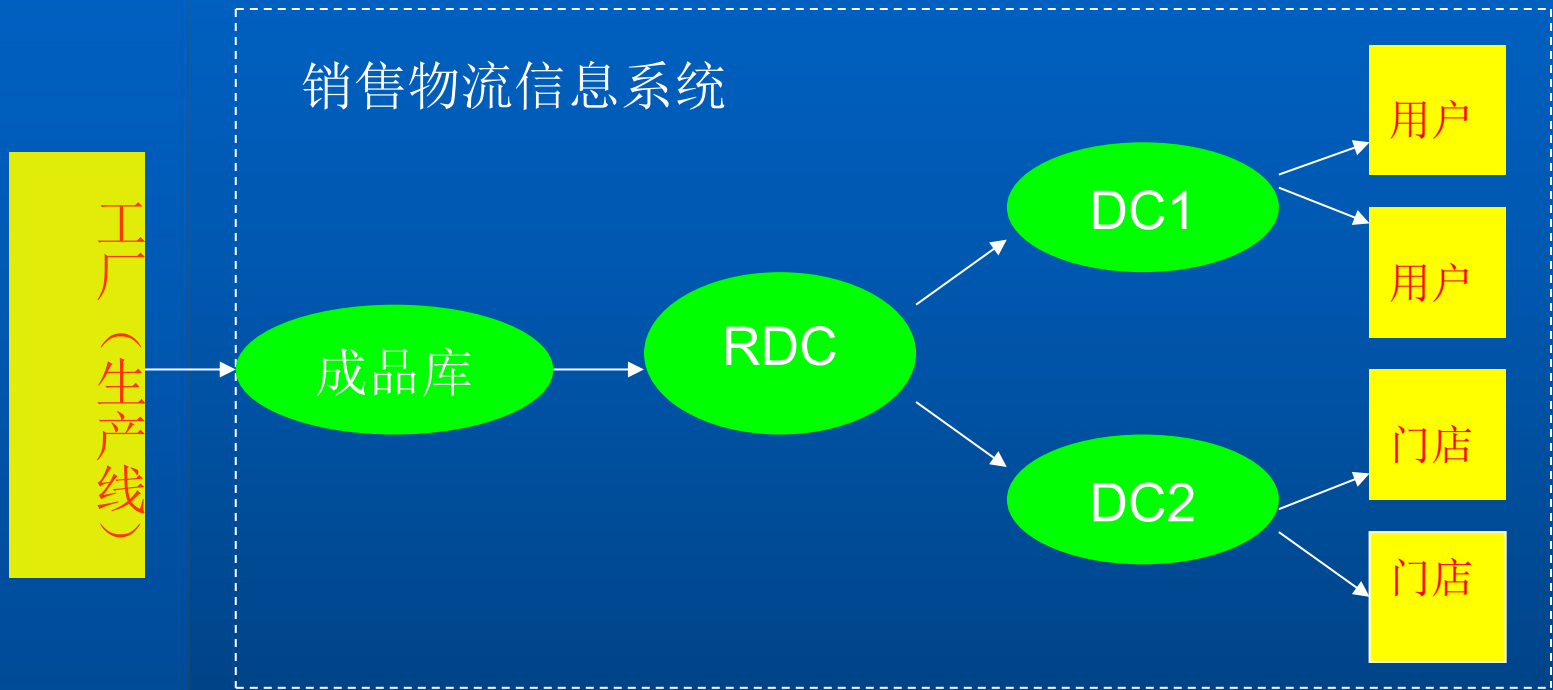 销售物流信息系统
工厂（生产线）
成品库
RDC
DC1
DC2
用户
用户
门店
门店